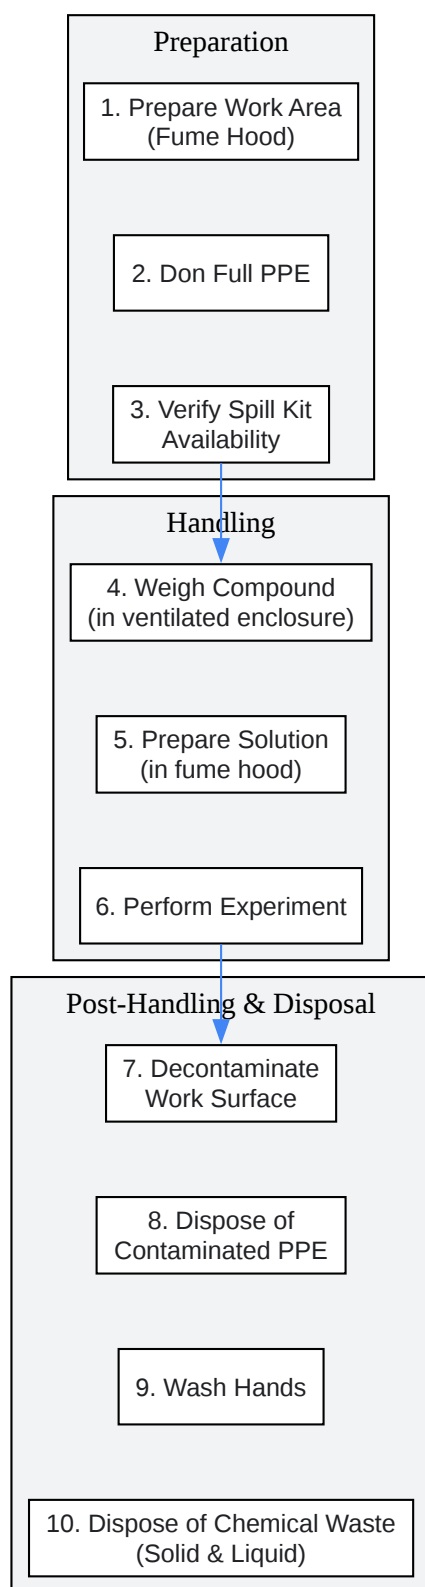 Preparation
1. Prepare Work Area
(Fume Hood)
2. Don Full PPE
3. Verify Spill Kit
Availability
Handling
4. Weigh Compound
(in ventilated enclosure)
5. Prepare Solution
(in fume hood)
6. Perform Experiment
Post-Handling & Disposal
7. Decontaminate
Work Surface
8. Dispose of
Contaminated PPE
9. Wash Hands
10. Dispose of Chemical Waste
(Solid & Liquid)